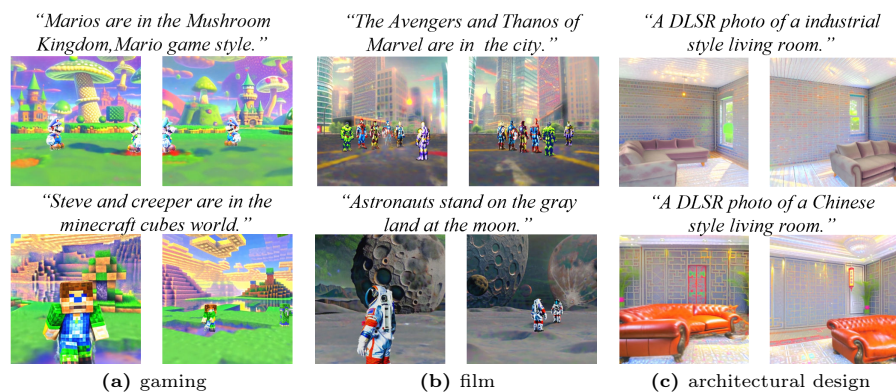 “Marios are in the Mushroom
Kingdom,Mario game style.”
“The Avengers and Thanos of
Marvel are in the city.”
“A DLSR photo of a industrial
style living room.”
“Steve and creeper are in the
minecraft cubes world.”
“Astronauts stand on the gray
land at the moon.”
“A DLSR photo of a Chinese
style living room.”
(a) gaming
(b) film
(c) architectural design